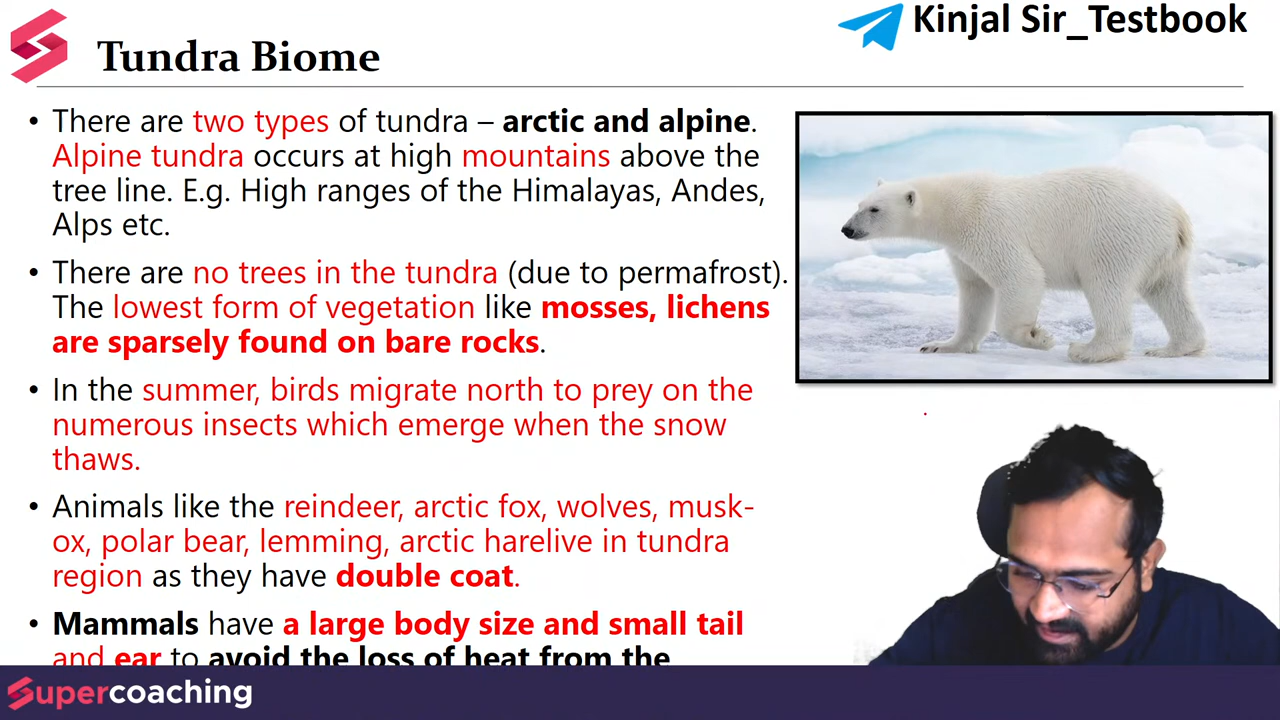 Kinjal Sir_Testbook
Tundra Biome
• There are two types of tundra – arctic and alpine.
Alpine tundra occurs at high mountains above the
tree line. E.g. High ranges of the Himalayas, Andes,
Alps etc.
• There are no trees in the tundra (due to permafrost).
The lowest form of vegetation like mosses, lichens
are sparsely found on bare rocks.
• In the summer, birds migrate north to prey on the
numerous insects which emerge when the snow
thaws.
• Animals like the reindeer, arctic fox, wolves, musk-
ox, polar bear, lemming, arctic harelive in tundra
region as they have double coat.
• Mammals have a large body size and small tail
and ear to avoid the loss of heat from the
Supercoaching